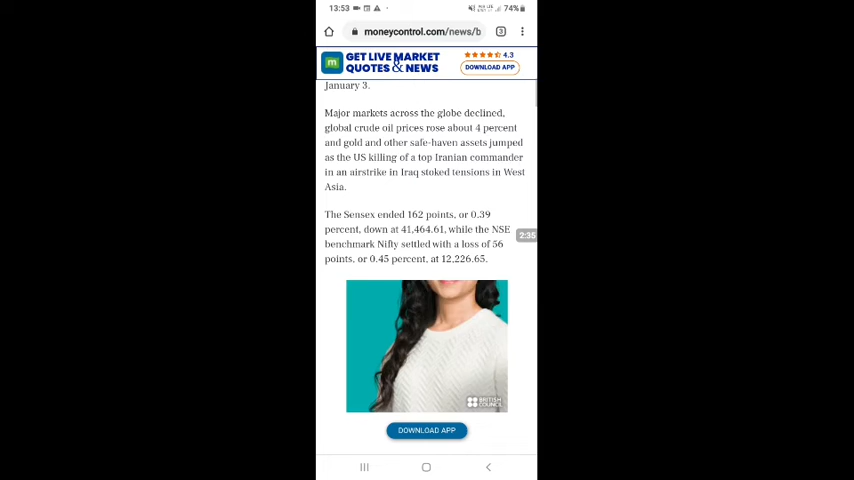 13:53 74%
moneycontrol.com/news/b 3
GET LIVE MARKET
QUOTES & NEWS
4.3
DOWNLOAD APP
January 3.
Major markets across the globe declined,
global crude oil prices rose about 4 percent
and gold and other safe-haven assets jumped
as the US killing of a top Iranian commander
in an airstrike in Iraq stoked tensions in West
Asia.
The Sensex ended 162 points, or 0.39
percent, down at 41,464.61, while the NSE
benchmark Nifty settled with a loss of 56
points, or 0.45 percent, at 12,226.65.
2:35
BRITISH
COUNCIL
DOWNLOAD APP